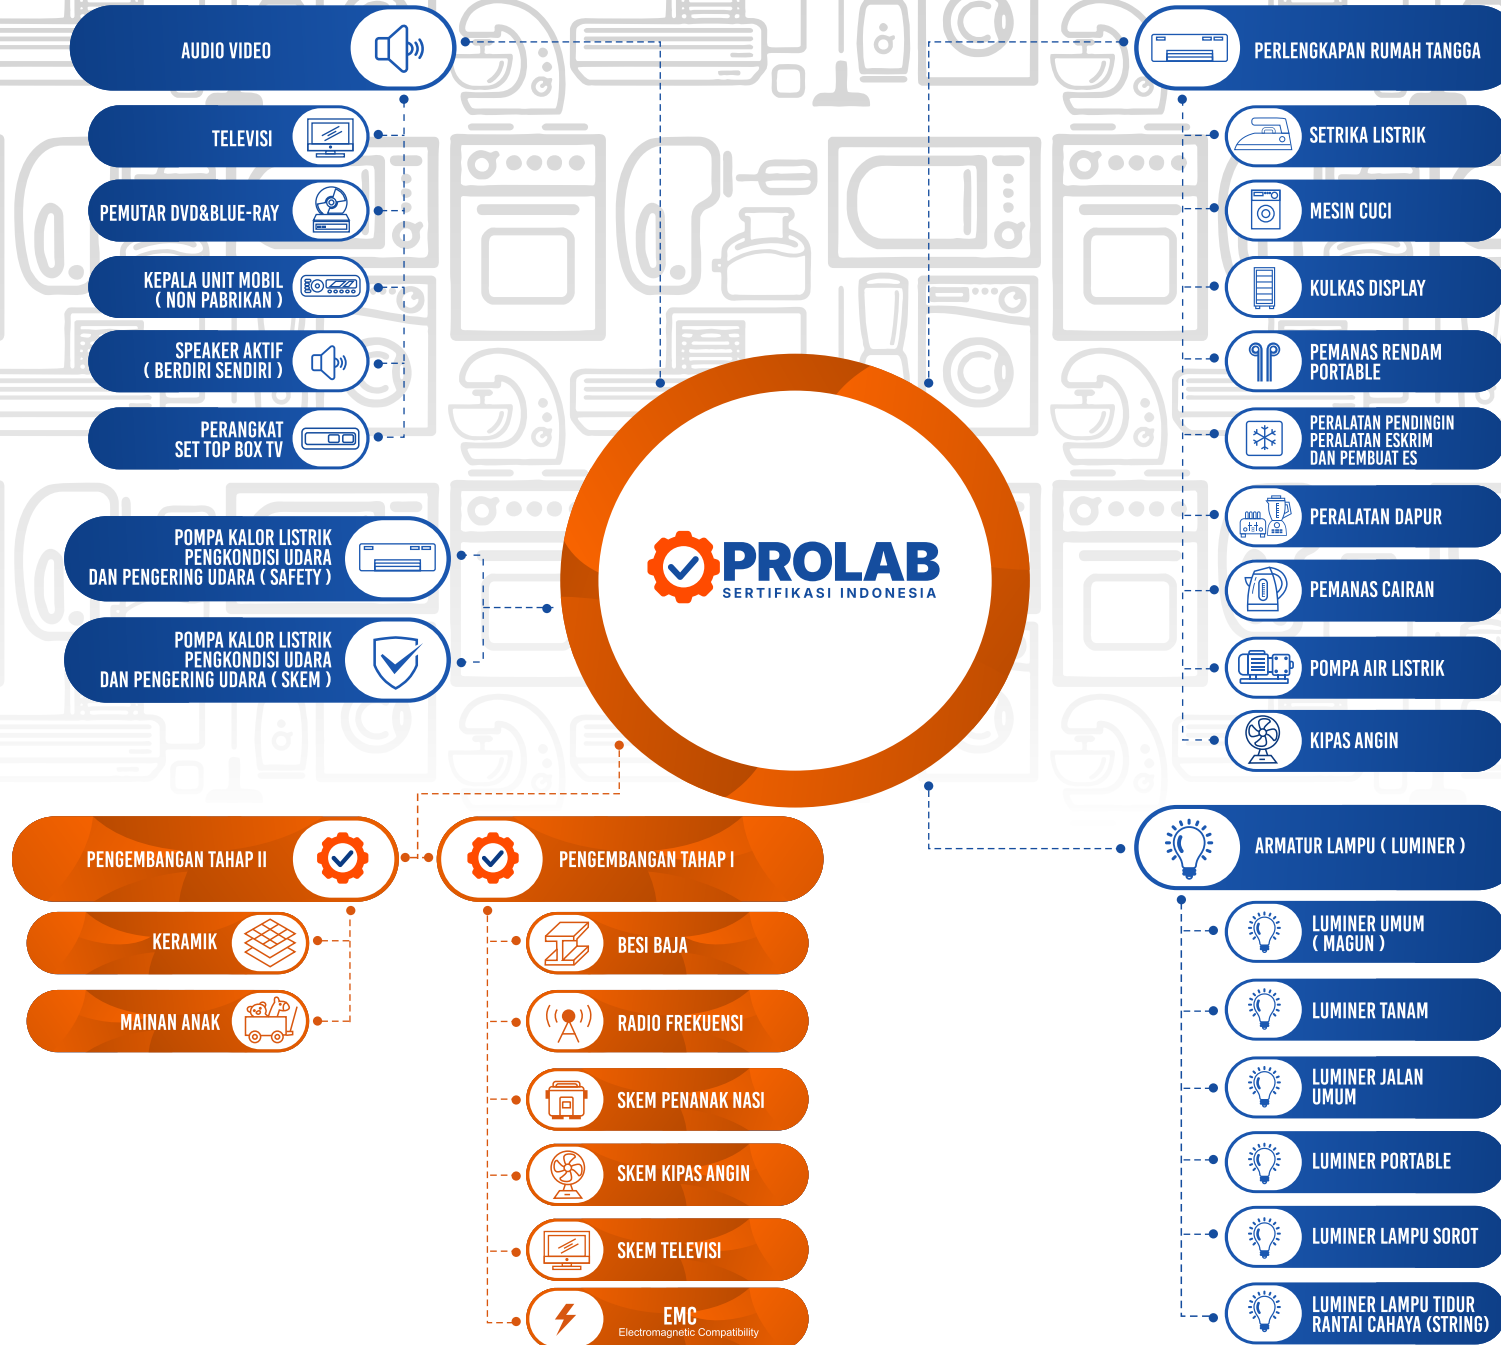 AUDIO VIDEO
TELEVISI
PEMUTAR DVD&BLUE-RAY
KEPALA UNIT MOBIL
( NON PABRIKAN )
SPEAKER AKTIF
( BERDIRI SENDIRI )
PERANGKAT
SET TOP BOX TV
POMPA KALOR LISTRIK
PENGKONDISI UDARA
DAN PENGERING UDARA ( SAFETY )
POMPA KALOR LISTRIK
PENGKONDISI UDARA
DAN PENGERING UDARA ( SKEM )
PROLAB
SERTIFIKASI INDONESIA
PERLENGKAPAN RUMAH TANGGA
SETRIKA LISTRIK
MESIN CUCI
KULKAS DISPLAY
PEMANAS RENDAM
PORTABLE
PERALATAN PENDINGIN
PERALATAN ESKRIM
DAN PEMBUAT ES
PERALATAN DAPUR
PEMANAS CAIRAN
POMPA AIR LISTRIK
KIPAS ANGIN
PENGEMBANGAN TAHAP II
KERAMIK
MAINAN ANAK
PENGEMBANGAN TAHAP I
BESI BAJA
RADIO FREKUENSI
SKEM PENANAK NASI
SKEM KIPAS ANGIN
SKEM TELEVISI
EMC
Electromagnetic Compatibility
ARMATUR LAMPU ( LUMINER )
LUMINER UMUM
( MAGUN )
LUMINER TANAM
LUMINER JALAN
UMUM
LUMINER PORTABLE
LUMINER LAMPU SOROT
LUMINER LAMPU TIDUR
RANTAI CAHAYA (STRING)